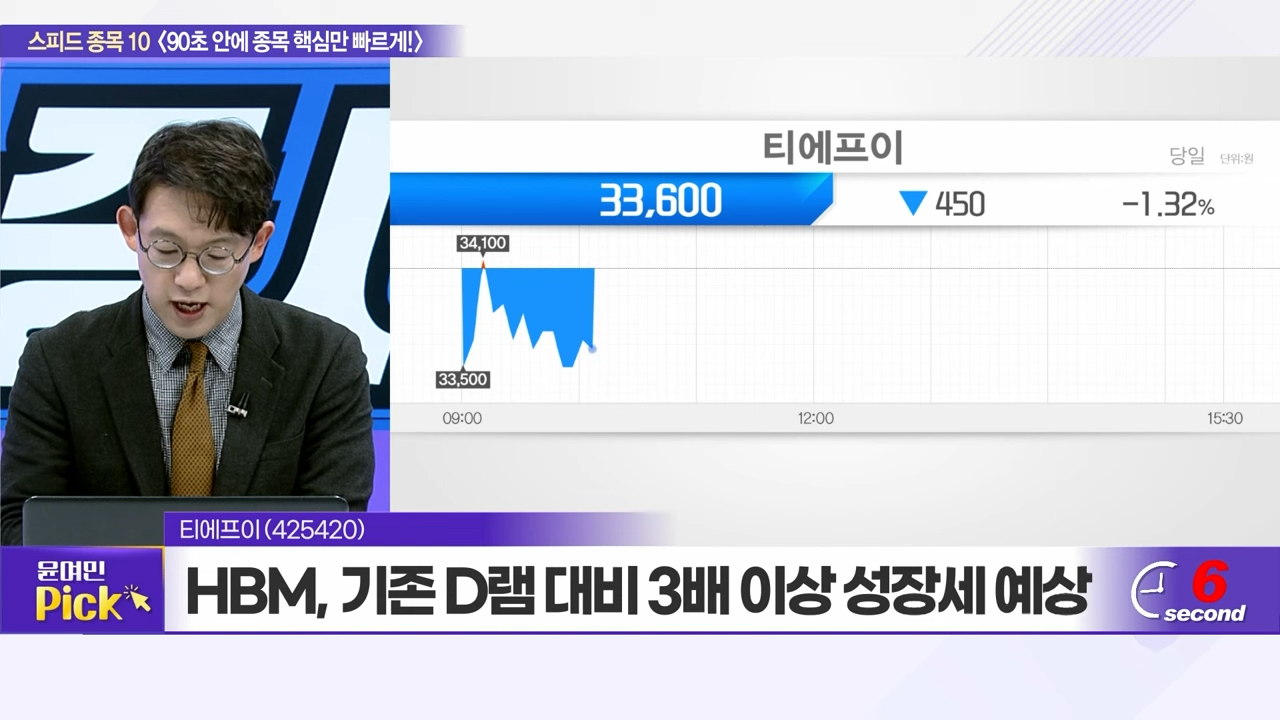 스피드 종목 10 <90초 안에 종목 핵심만 빠르게!>
티에프이
당일 단위:원
33,600 ▼450 -1.32%
34,100
33,500
09:00 12:00 15:30
티에프이(425420)
윤여민
Pick
HBM, 기존 D램 대비 3배 이상 성장세 예상
6
second